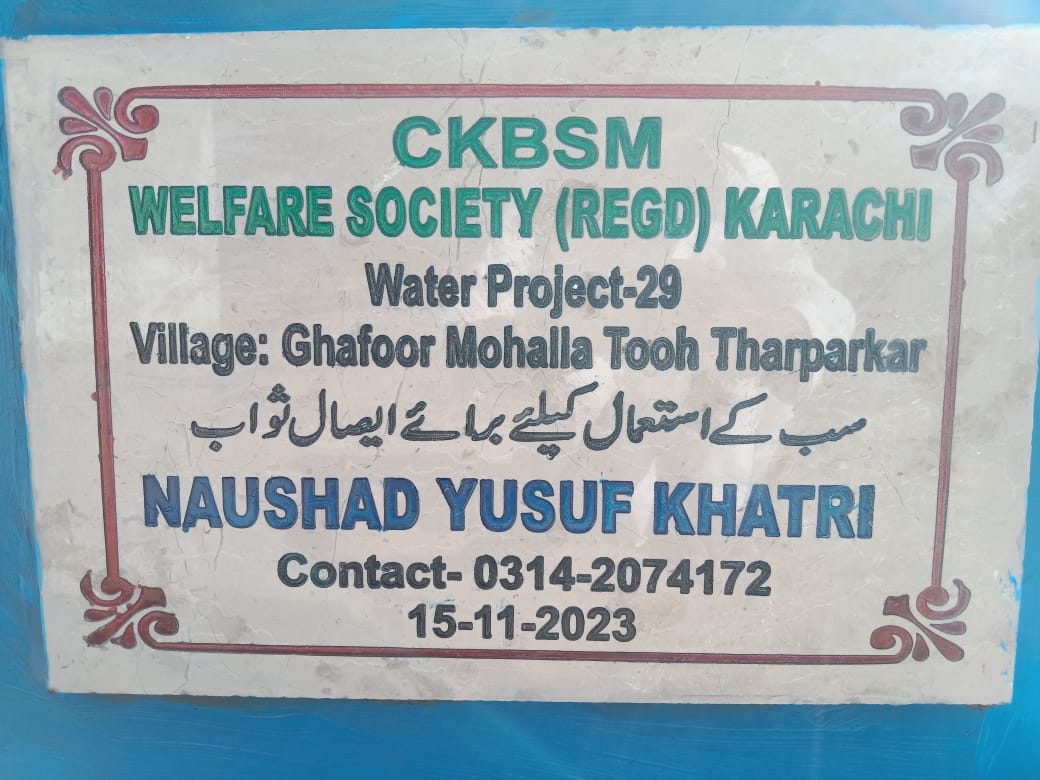 CKBSM
WELFARE SOCIETY (REGD) KARACHI
Water Project-29
Village: Ghafoor Mohalla Tooh Tharparkar
سب کے استعمال کیلئے برائے ایصال ثواب
NAUSHAD YUSUF KHATRI
Contact- 0314-2074172
15-11-2023